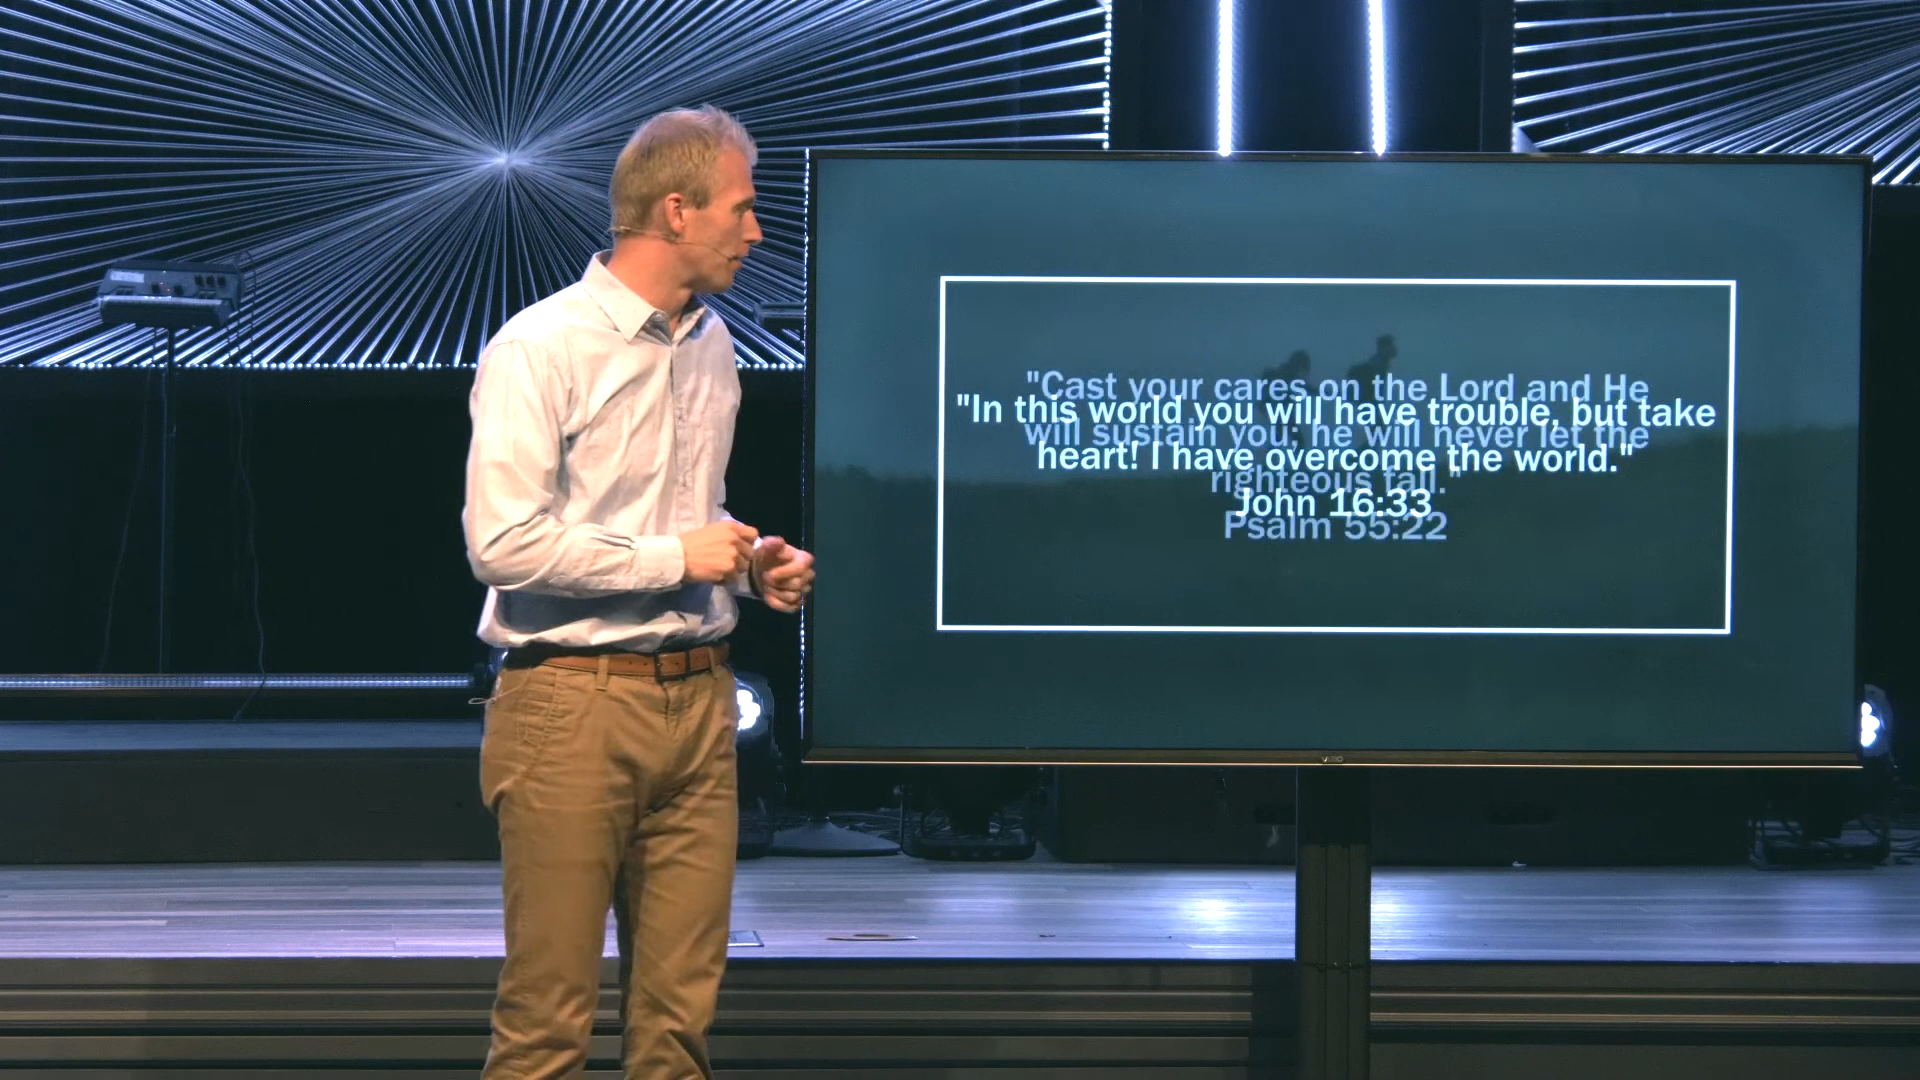 "Cast your cares on the Lord and He
will sustain you; he will never let the
righteous fall."
Psalm 55:22
"In this world you will have trouble, but take
heart! I have overcome the world."
John 16:33
VIZIO